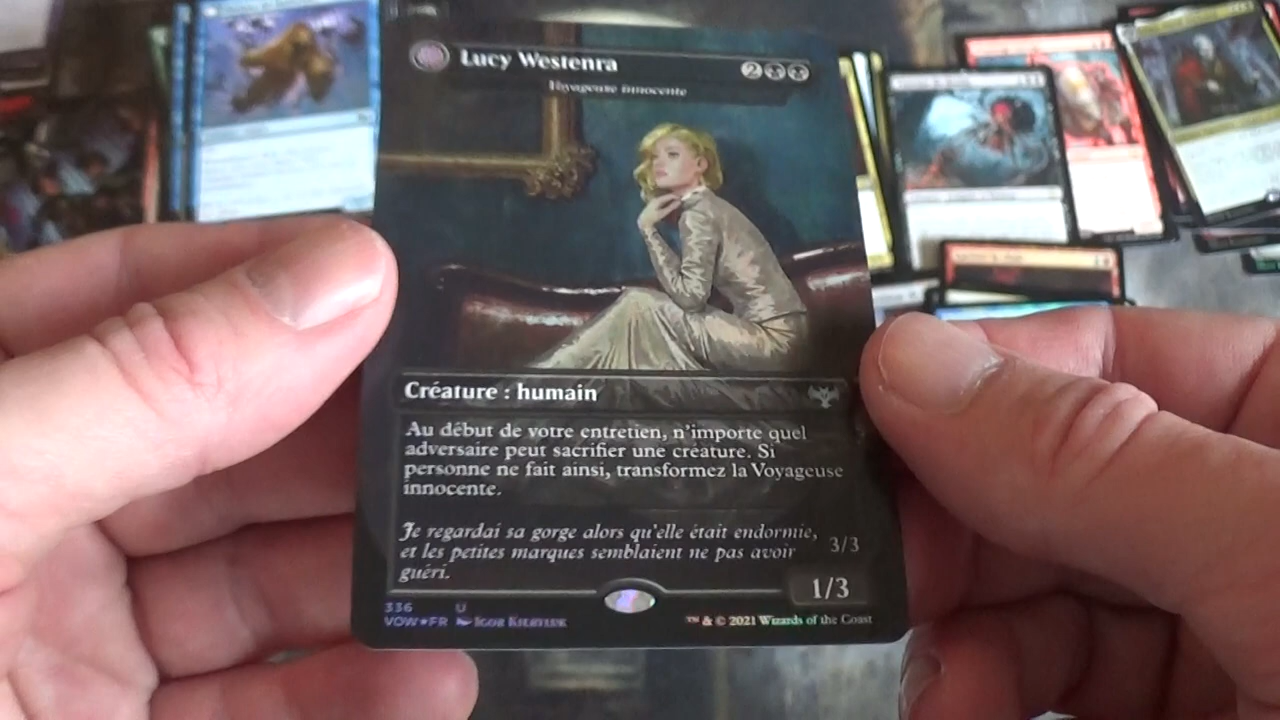 Lucy Westenra
2
Voyageuse innocente
Créature : humain
Au début de votre entretien, n'importe quel
adversaire peut sacrifier une créature. Si
personne ne fait ainsi, transformez la Voyageuse
innocente.
Je regardai sa gorge alors qu'elle était endormie,
et les petites marques semblaient ne pas avoir
guéri.
3/3
1/3
336 U
VOW★FR Igor
™ & © 2021 Wizards of the Coast